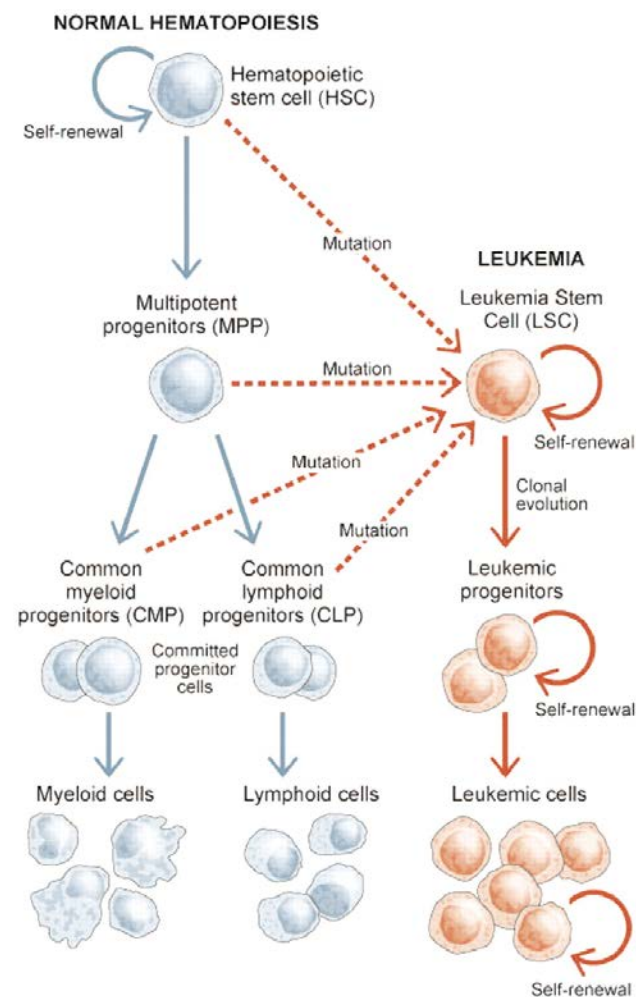 NORMAL HEMATOPOIESIS
Hematopoietic
stem cell (HSC)
Self-renewal
Mutation
LEUKEMIA
Leukemia Stem
Cell (LSC)
Multipotent
progenitors (MPP)
Mutation
Self-renewal
Mutation
Clonal
evolution
Mutation
Common
myeloid
progenitors (CMP)
Common
lymphoid
progenitors (CLP)
Leukemic
progenitors
Committed
progenitor
cells
Self-renewal
Myeloid cells
Lymphoid cells
Leukemic cells
Self-renewal